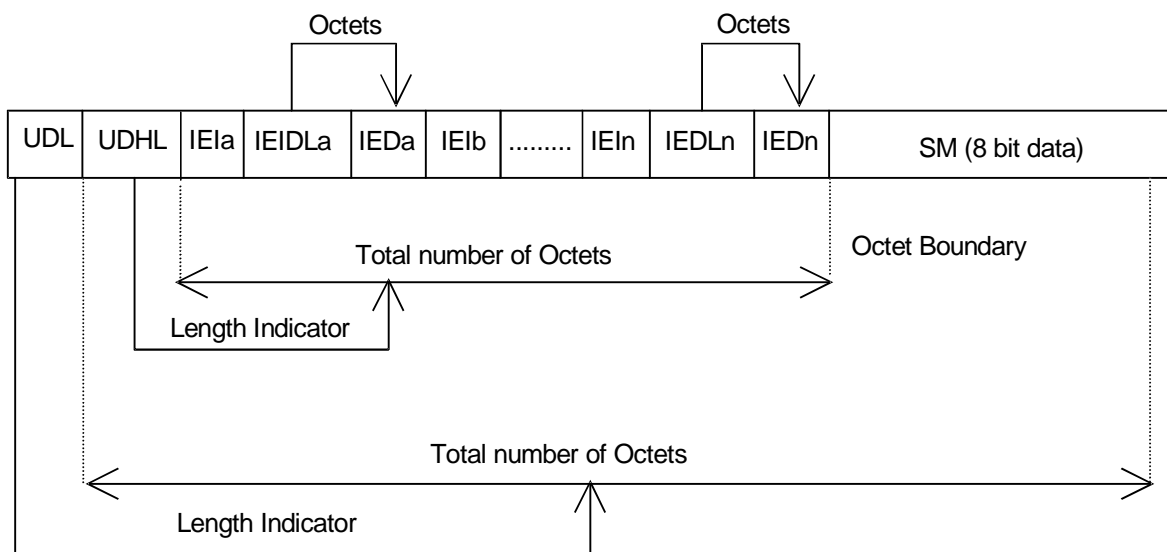 Octets Octets
UDL UDHL IEIa IEIDLa IEDa IEIb ......... IEIn IEDLn IEDn SM (8 bit data)
Total number of Octets Octet Boundary
Length Indicator
Total number of Octets
Length Indicator